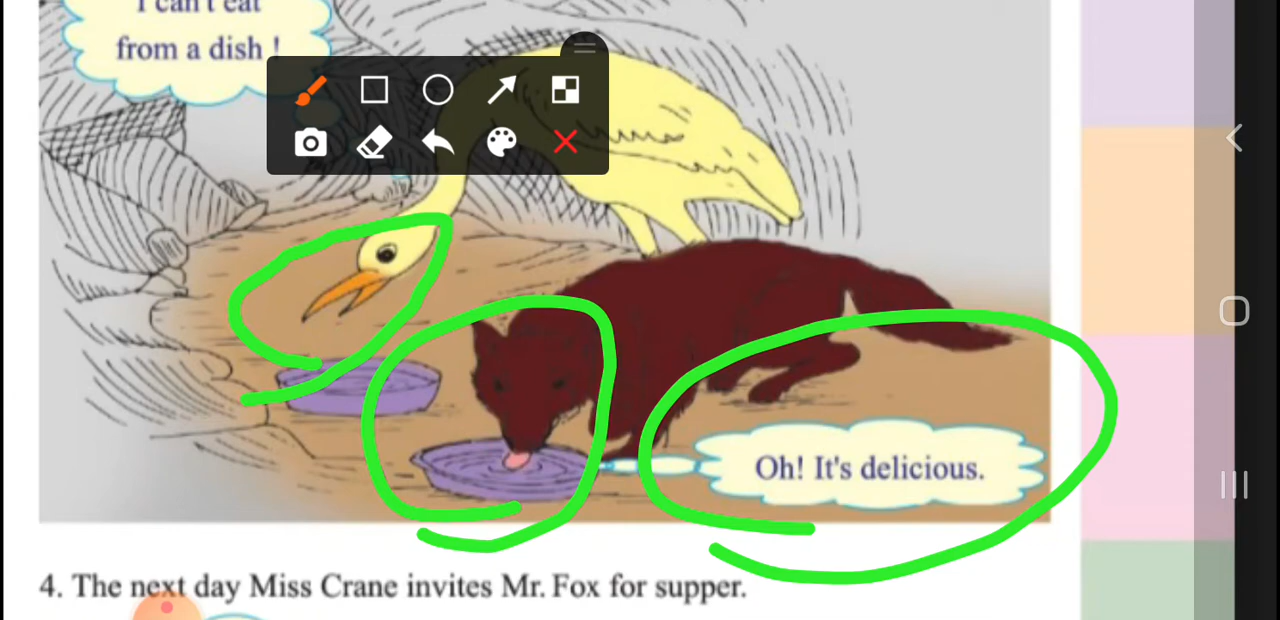 I can't eat
from a dish !
Oh! It's delicious.
4. The next day Miss Crane invites Mr. Fox for supper.